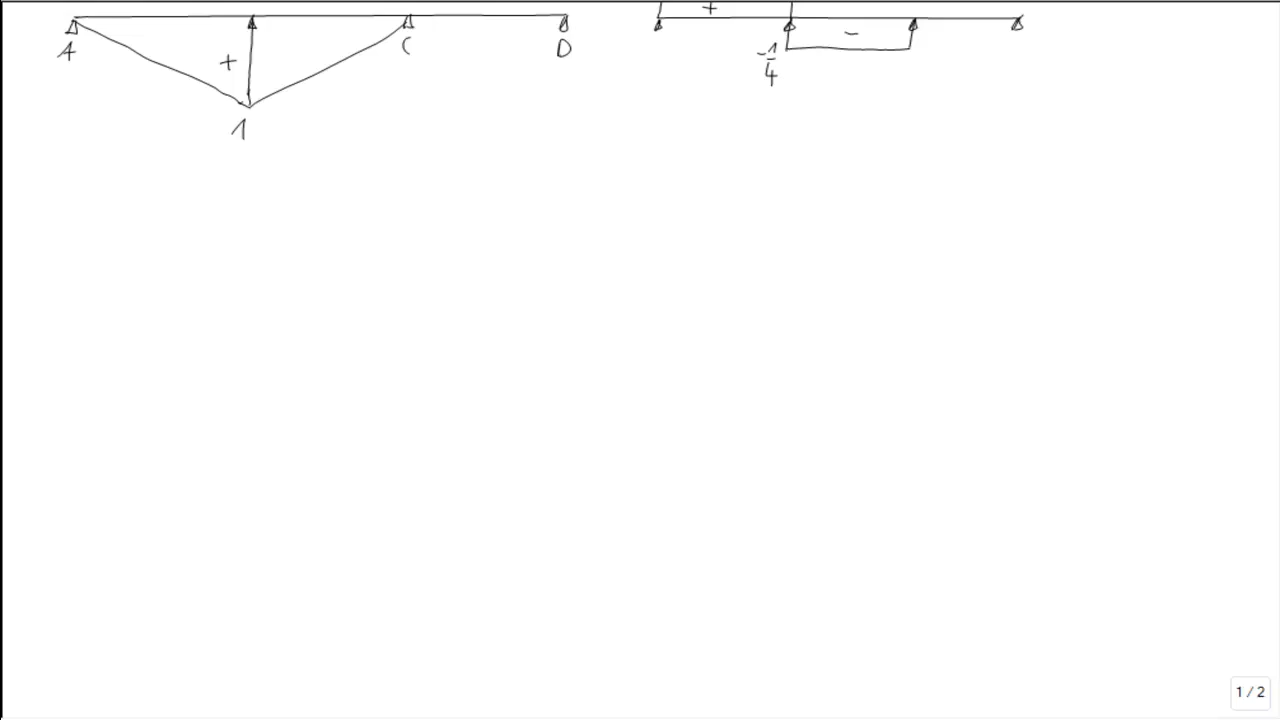 +
A + C D -
-1/4
1
1 / 2